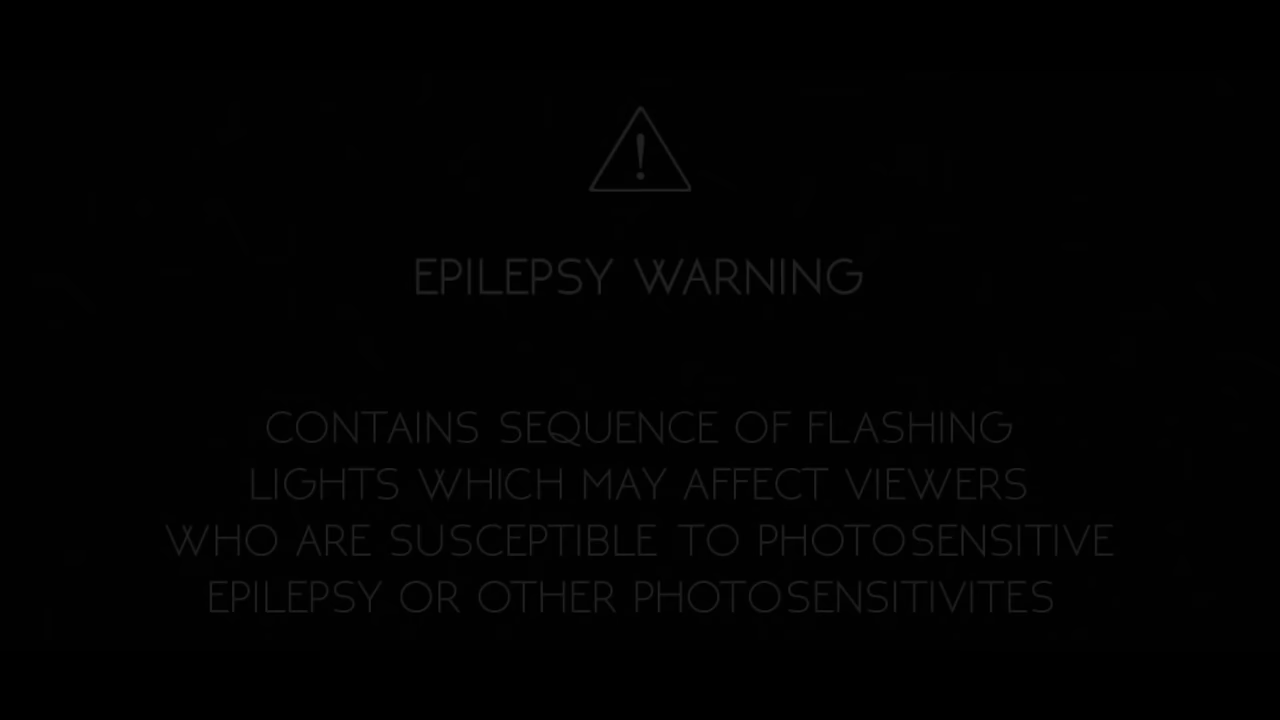 EPILEPSY WARNING
CONTAINS SEQUENCE OF FLASHING
LIGHTS WHICH MAY AFFECT VIEWERS
WHO ARE SUSCEPTIBLE TO PHOTOSENSITIVE
EPILEPSY OR OTHER PHOTOSENSITIVITES